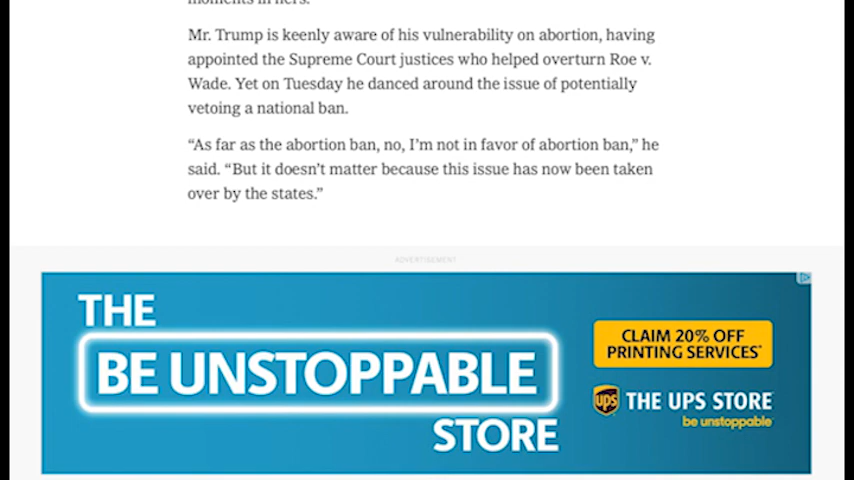 moments in hers.
Mr. Trump is keenly aware of his vulnerability on abortion, having
appointed the Supreme Court justices who helped overturn Roe v.
Wade. Yet on Tuesday he danced around the issue of potentially
vetoing a national ban.
“As far as the abortion ban, no, I’m not in favor of abortion ban,” he
said. “But it doesn’t matter because this issue has now been taken
over by the states.”
ADVERTISEMENT
THE
BE UNSTOPPABLE
STORE
CLAIM 20% OFF
PRINTING SERVICES*
ups THE UPS STORE
be unstoppable